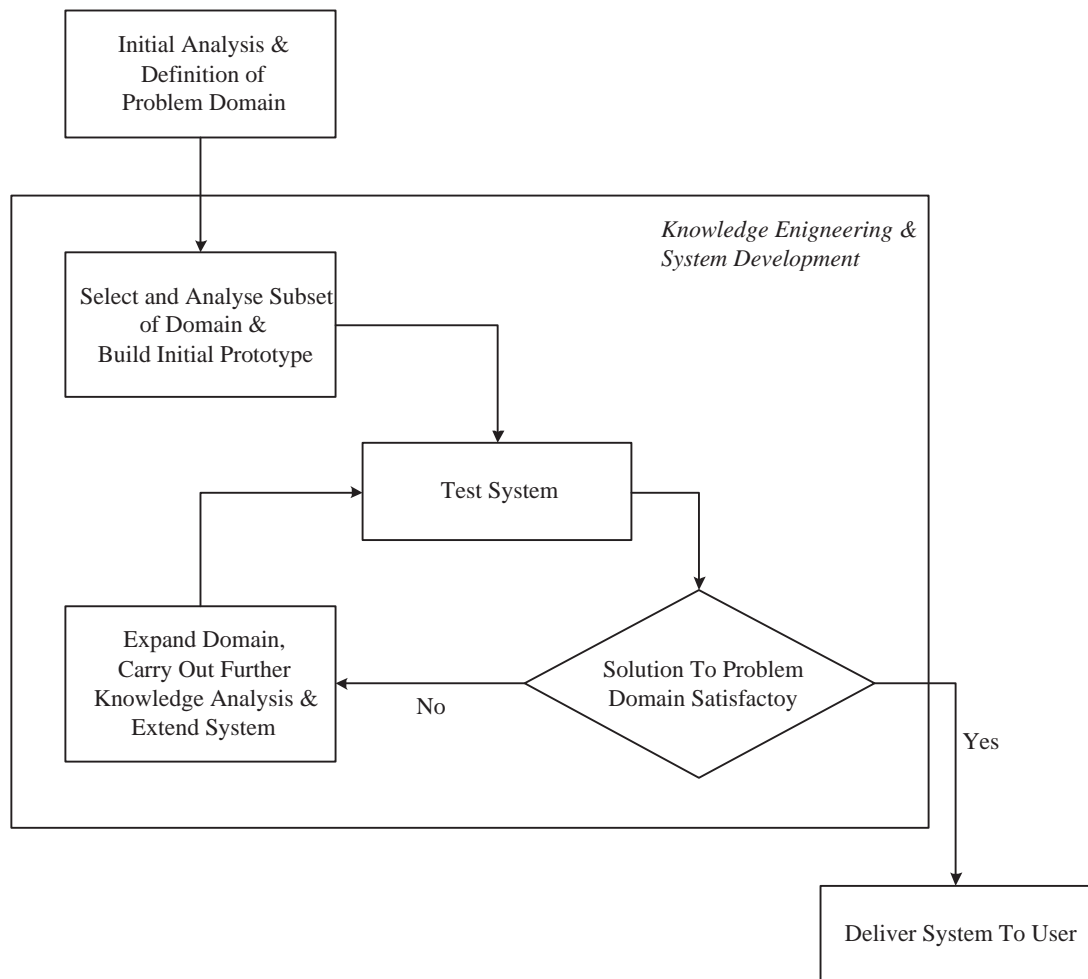 Initial Analysis &
Definition of
Problem Domain
Knowledge Enigneering &
System Development
Select and Analyse Subset
of Domain &
Build Initial Prototype
Test System
Expand Domain,
Carry Out Further
Knowledge Analysis &
Extend System
No
Solution To Problem
Domain Satisfactoy
Yes
Deliver System To User